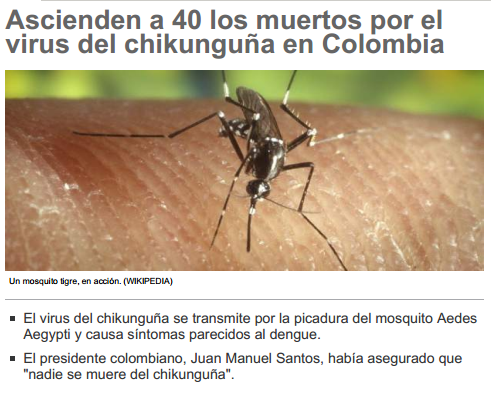 Ascienden a 40 los muertos por el
virus del chikunguña en Colombia
Un mosquito tigre, en acción. (WIKIPEDIA)
El virus del chikunguña se transmite por la picadura del mosquito Aedes
Aegypti y causa síntomas parecidos al dengue.
El presidente colombiano, Juan Manuel Santos, había asegurado que
"nadie se muere del chikunguña".